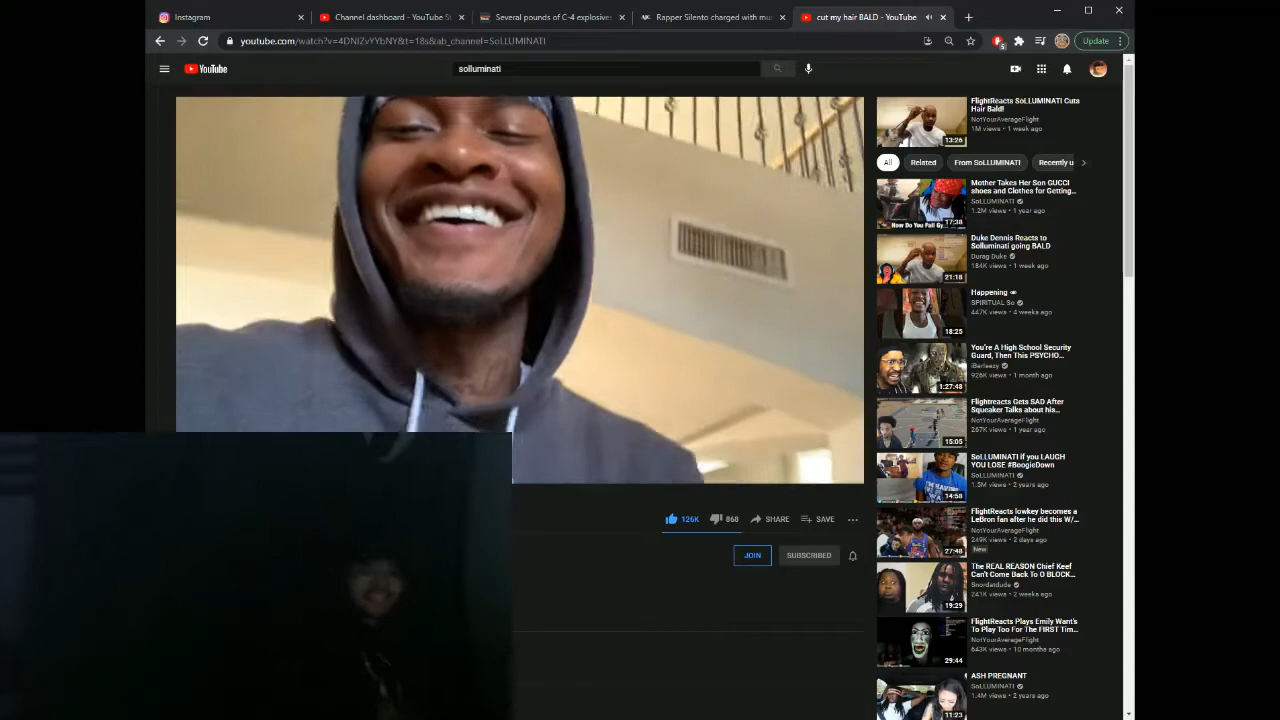 Instagram
Channel dashboard - YouTube St
Several pounds of C-4 explosives
Rapper Silento charged with mur
cut my hair BALD - YouTube
youtube.com/watch?v=4DNIZvYYbNY&t=18s&ab_channel=SoLLUMINATI
Update
YouTube
solluminati
FlightReacts SoLLUMINATI Cuts
Hair Bald!
NotYourAverageFlight
1M views • 1 week ago
13:26
All
Related
From SoLLUMINATI
Recently u
Mother Takes Her Son GUCCI
shoes and Clothes for Getting...
SoLLUMINATI
1.2M views • 1 year ago
17:38
Duke Dennis Reacts to
Solluminati going BALD
Durag Duke
184K views • 1 week ago
21:18
Happening
SPIRITUAL So
447K views • 4 weeks ago
18:25
You're A High School Security
Guard, Then This PSYCHO...
iBerleezy
926K views • 1 month ago
1:27:48
Flightreacts Gets SAD After
Squeaker Talks about his...
NotYourAverageFlight
267K views • 1 year ago
15:05
SoLLUMINATI if you LAUGH
YOU LOSE #BoogieDown
SoLLUMINATI
1.5M views • 2 years ago
14:58
FlightReacts lowkey becomes a
LeBron fan after he did this W/...
NotYourAverageFlight
249K views • 2 days ago
New
27:48
The REAL REASON Chief Keef
Can't Come Back To O BLOCK...
Snordatdude
241K views • 2 weeks ago
19:29
FlightReacts Plays Emily Want's
To Play Too For The FIRST Tim...
NotYourAverageFlight
643K views • 10 months ago
29:44
ASH PREGNANT
SoLLUMINATI
1.4M views • 2 years ago
11:23
126K
868
SHARE
SAVE
JOIN
SUBSCRIBED